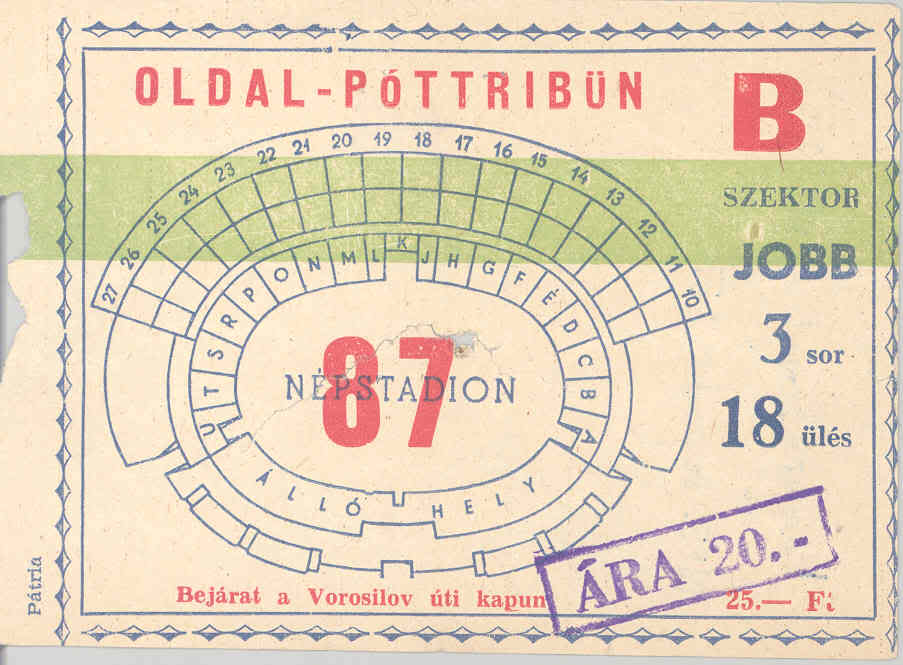 OLDAL-PÓTTRIBÜN
B
SZEKTOR
JOBB
3 sor
18 ülés
27 26 25 24 23 22 21 20 19 18 17 16 15 14 13 12 11 10
U T S R P O N M L K J H G F É D C B A
87
NÉPSTADION
ÁLLÓ HELY
ÁRA 20.-
Bejárat a Vorosilov úti kapun
25.— F
Pátria